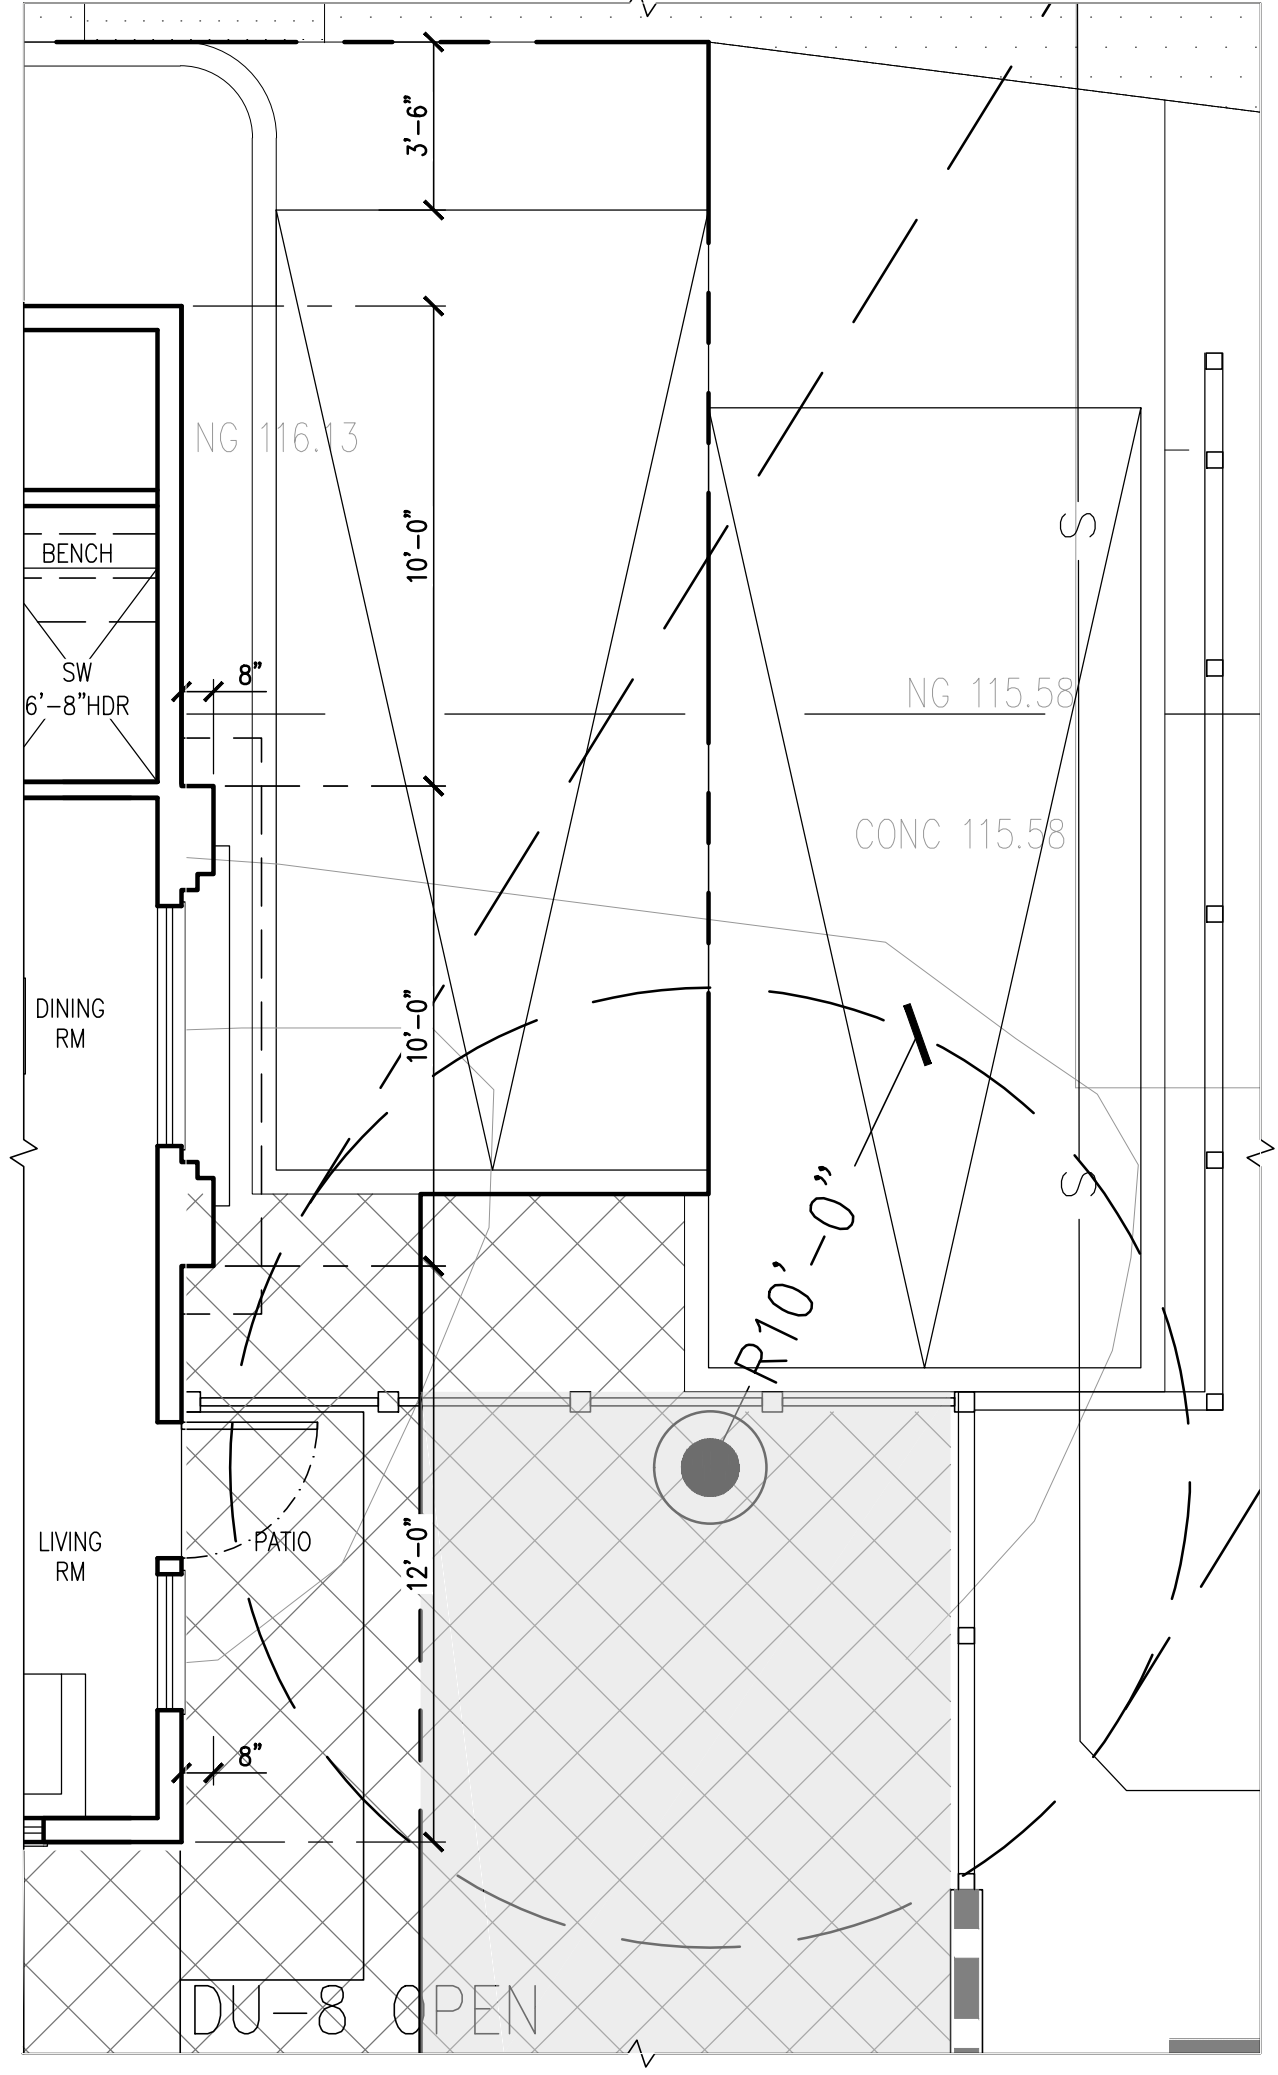 3'-6"
NG 116.13
10'-0"
BENCH
SW
6'-8"HDR
8"
NG 115.58
S
CONC 115.58
DINING
RM
10'-0"
S
R10'-0"
LIVING
RM
PATIO
12'-0"
8"
DU-8 OPEN